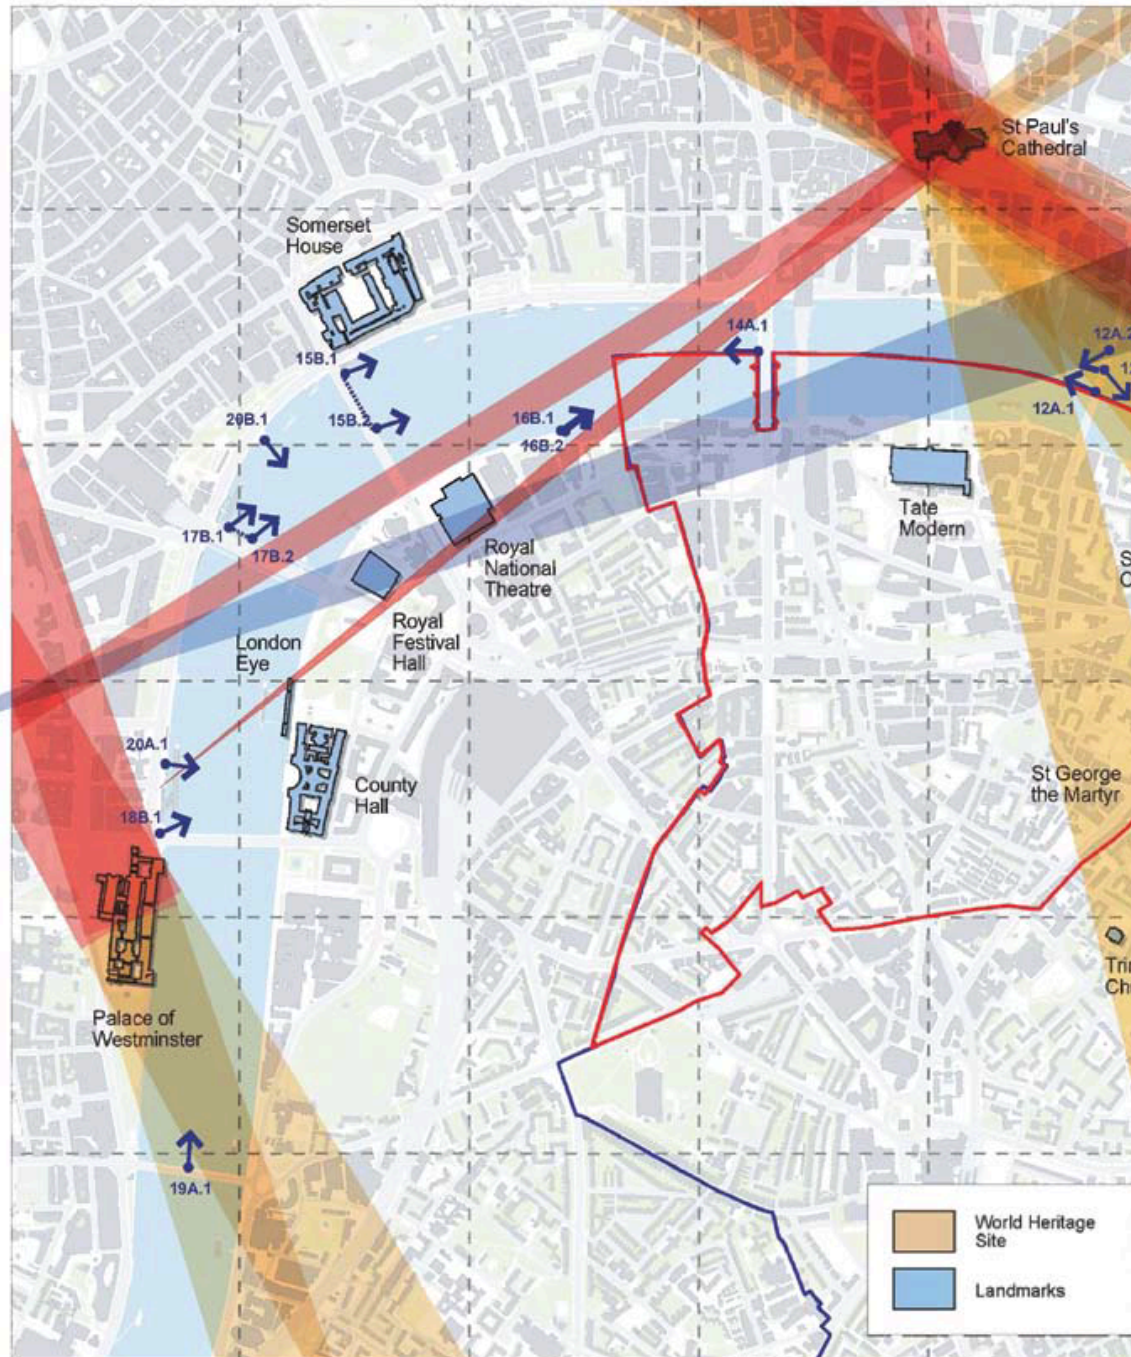 St Paul's
Cathedral
Somerset
House
14A.1
12A.2
15B.1
12A.1
20B.1
15B.2
16B.1
16B.2
Tate
Modern
17B.1
17B.2
Royal
National
Theatre
Royal
Festival
Hall
London
Eye
20A.1
St George
the Martyr
County
Hall
18B.1
Palace of
Westminster
19A.1
World Heritage
Site
Landmarks